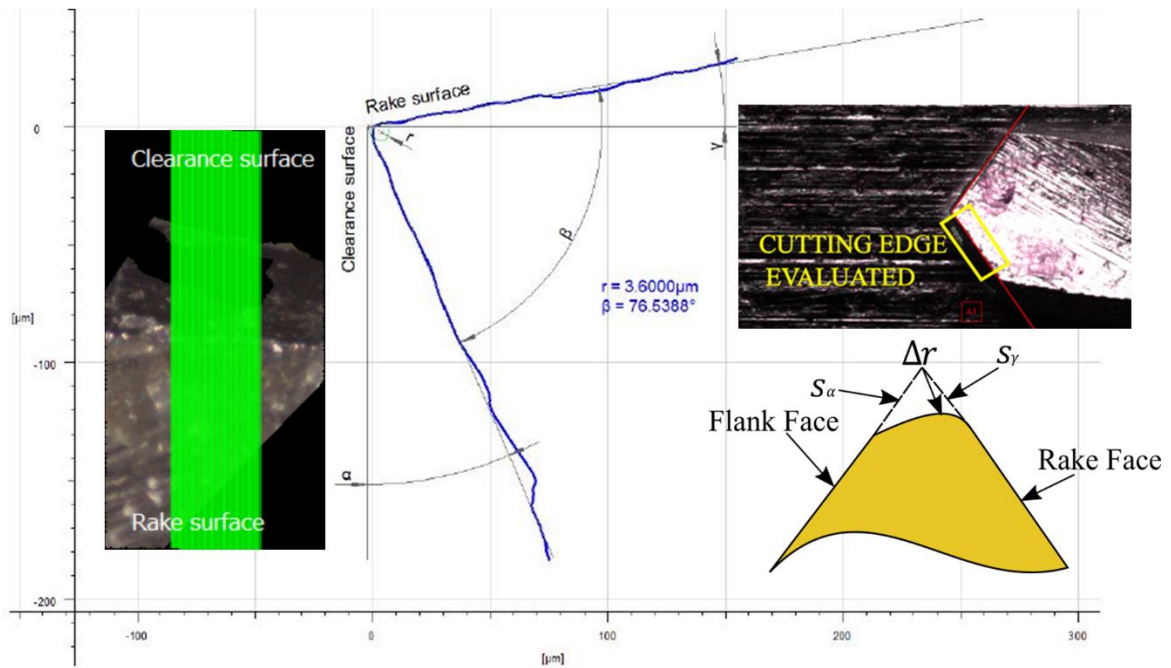 Rake surface
r
Clearance surface
γ
β
α
r = 3.6000µm
β = 76.5388°
Clearance surface
Rake surface
CUTTING EDGE
EVALUATED
A1
Δr
Sα
Sγ
Flank Face
Rake Face
0
-100
-200
[µm]
-100
0
100
200
300
[µm]
[µm]